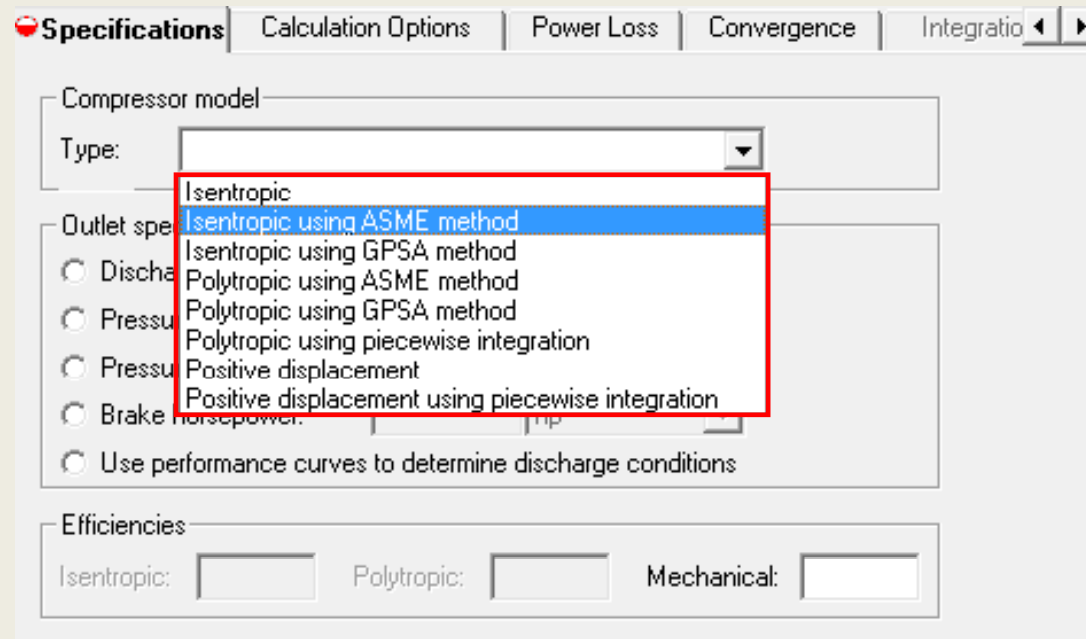 Specifications Calculation Options Power Loss Convergence Integratio
Compressor model
Type:
Isentropic
Outlet spe Isentropic using ASME method
Isentropic using GPSA method
Discha Polytropic using ASME method
Polytropic using GPSA method
Pressu Polytropic using piecewise integration
Pressu Positive displacement
Positive displacement using piecewise integration
Brake horsepower: hp
Use performance curves to determine discharge conditions
Efficiencies
Isentropic: Polytropic: Mechanical: